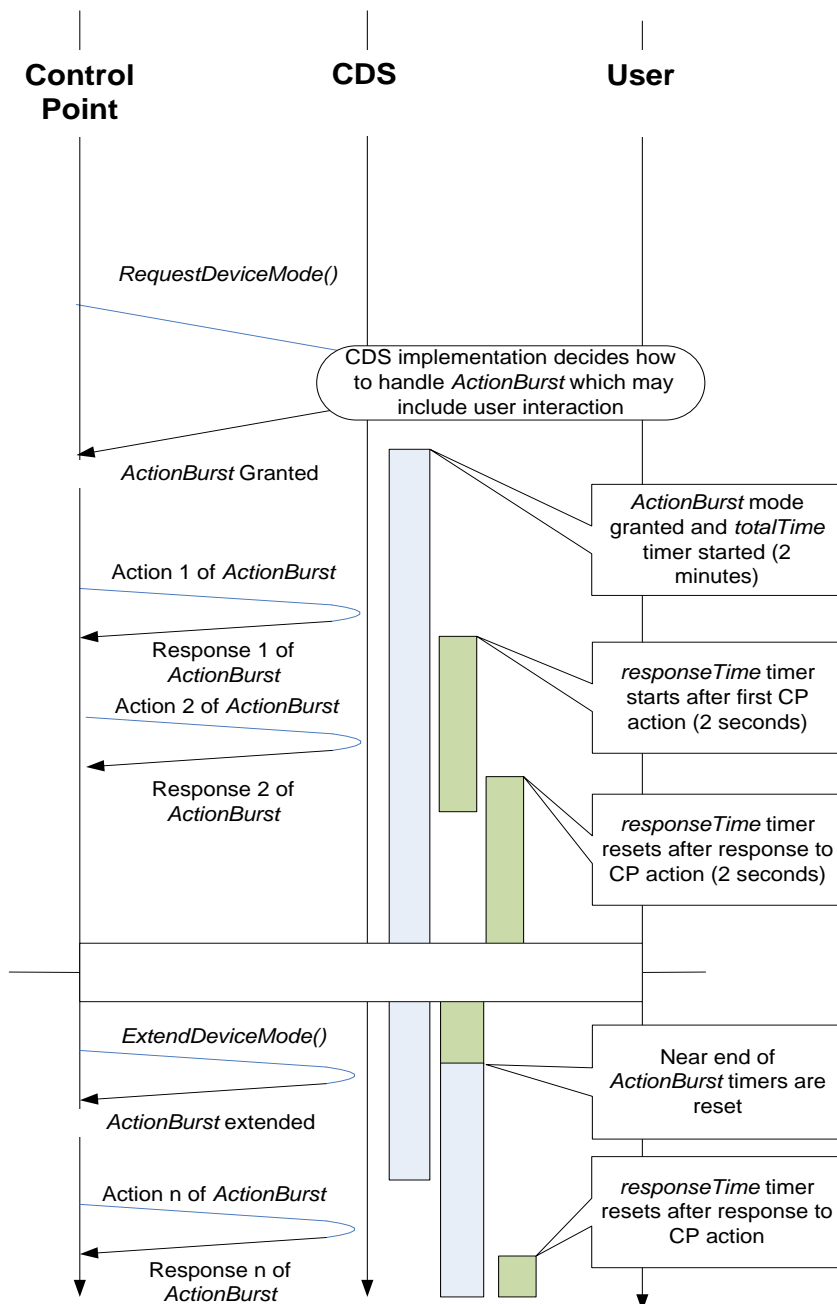 Control
Point
CDS
User
RequestDeviceMode()
CDS implementation decides how
to handle ActionBurst which may
include user interaction
ActionBurst Granted
ActionBurst mode
granted and totalTime
timer started (2
minutes)
Action 1 of ActionBurst
Response 1 of
ActionBurst
responseTime timer
starts after first CP
action (2 seconds)
Action 2 of ActionBurst
Response 2 of
ActionBurst
responseTime timer
resets after response to
CP action (2 seconds)
ExtendDeviceMode()
ActionBurst extended
Near end of
ActionBurst timers are
reset
Action n of ActionBurst
Response n of
ActionBurst
responseTime timer
resets after response to
CP action